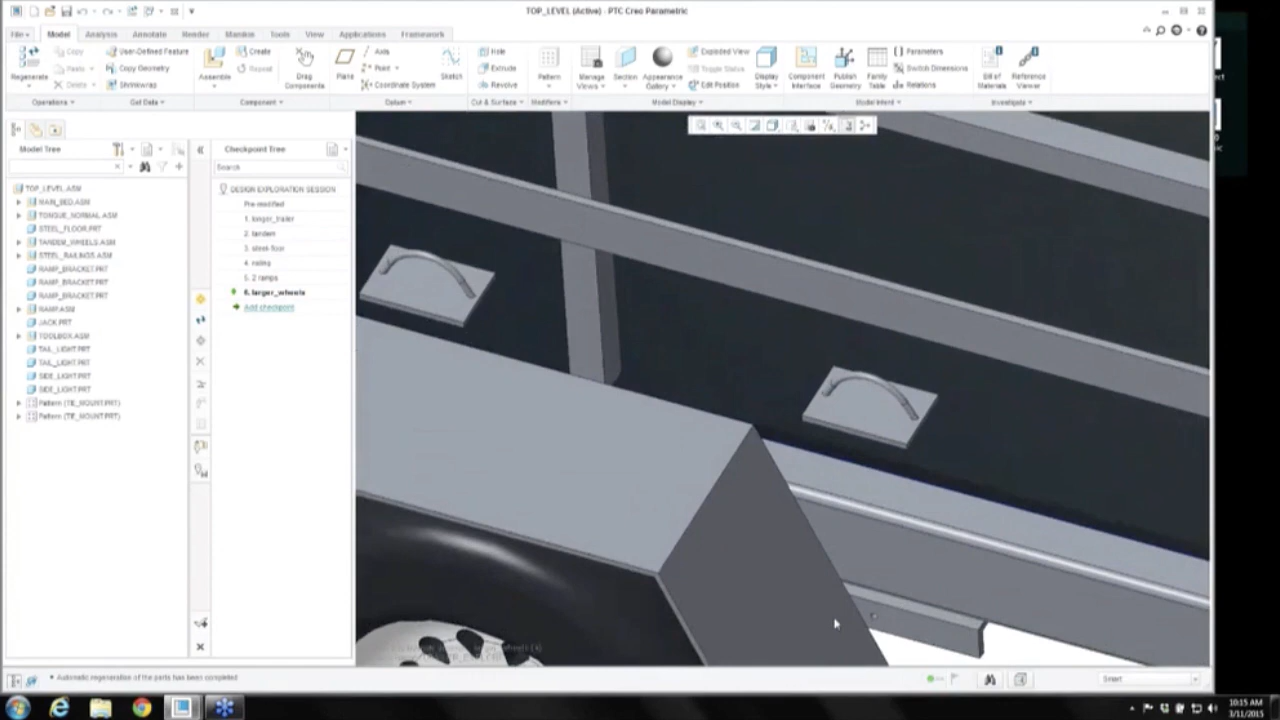 TOP_LEVEL (Active) - PTC Creo Parametric
File Model Analysis Annotate Render Manikin Tools View Applications Framework
Regenerate
Copy
Paste
Delete
User-Defined Feature
Copy Geometry
Shrinkwrap
Assemble
Create
Repeat
Drag Components
Plane
Axis
Point
Coordinate System
Sketch
Hole
Extrude
Revolve
Pattern
Manage Views
Section
Appearance Gallery
Exploded View
Toggle Status
Edit Position
Display Style
Component Interface
Publish Geometry
Family Table
Parameters
Switch Dimensions
Relations
Bill of Materials
Reference Viewer
Operations Get Data Component Datum Cut & Surface Modifiers Model Display Model Intent Investigate
Model Tree
TOP_LEVEL.ASM
MAIN_BED.ASM
TONGUE_NORMAL.ASM
STEEL_FLOOR.PRT
TANDEM_WHEELS.ASM
STEEL_RAILINGS.ASM
RAMP_BRACKET.PRT
RAMP_BRACKET.PRT
RAMP_BRACKET.PRT
RAMP.ASM
JACK.PRT
TOOLBOX.ASM
TAIL_LIGHT.PRT
TAIL_LIGHT.PRT
SIDE_LIGHT.PRT
SIDE_LIGHT.PRT
Pattern (TIE_MOUNT.PRT)
Pattern (TIE_MOUNT.PRT)
Checkpoint Tree
Search
DESIGN EXPLORATION SESSION
Pre-modified
1. longer_trailer
2. tandem
3. steel-floor
4. railing
5. 2 ramps
6. larger_wheels
Add checkpoint
• Automatic regeneration of the parts has been completed
Smart
10:15 AM
3/11/2015